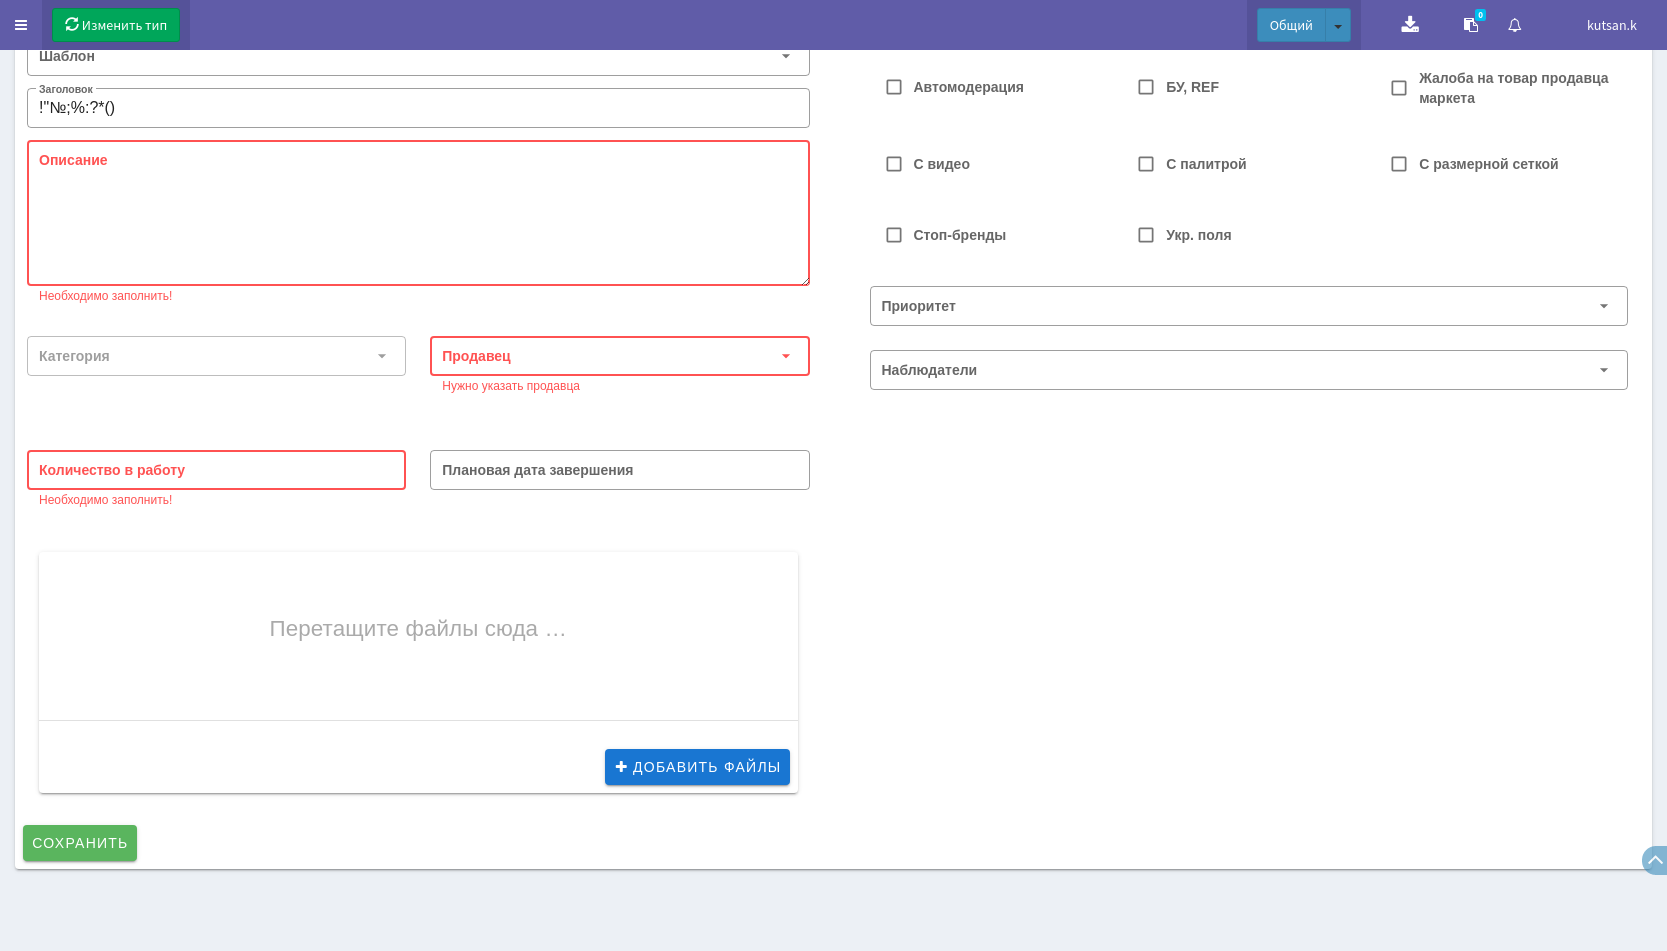 Изменить тип
Общий
0
kutsan.k
Шаблон
Заголовок
!"№;%:?*()
Описание
Необходимо заполнить!
Категория
Продавец
Нужно указать продавца
Количество в работу
Необходимо заполнить!
Плановая дата завершения
Перетащите файлы сюда …
ДОБАВИТЬ ФАЙЛЫ
СОХРАНИТЬ
Автомодерация
БУ, REF
Жалоба на товар продавца
маркета
С видео
С палитрой
С размерной сеткой
Стоп-бренды
Укр. поля
Приоритет
Наблюдатели